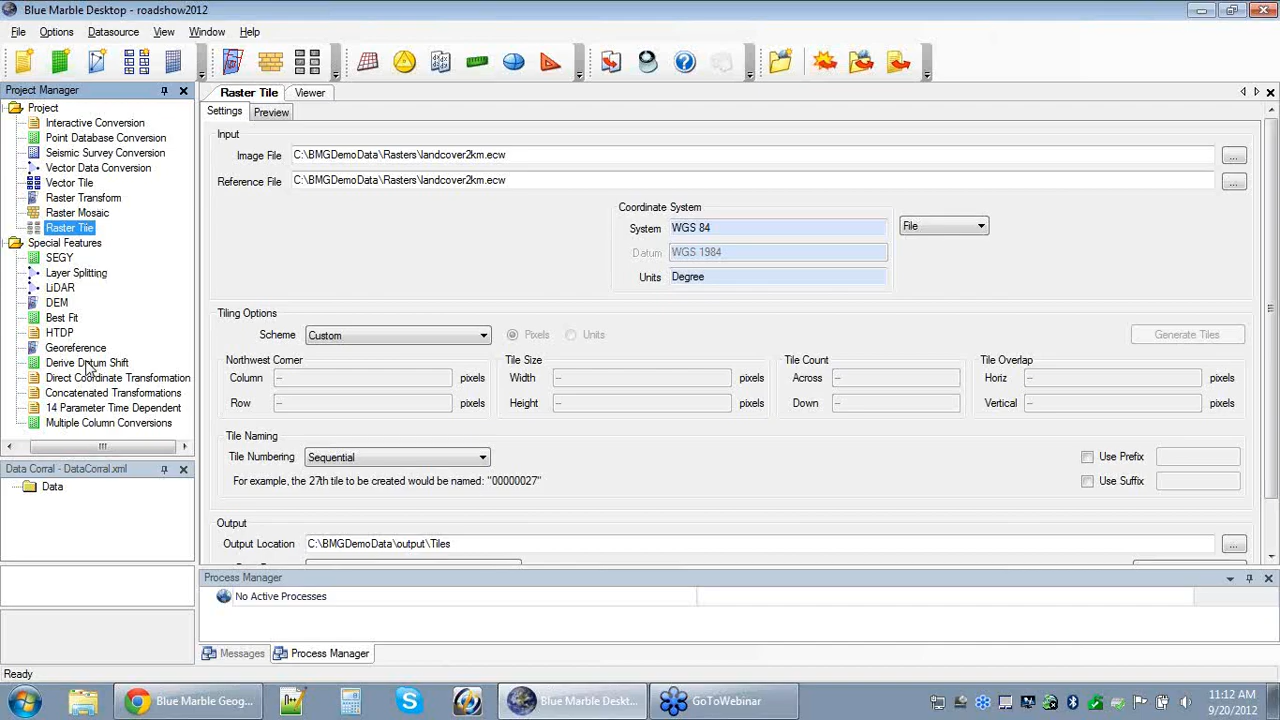 Blue Marble Desktop - roadshow2012
File Options Datasource View Window Help
Project Manager
Project
Interactive Conversion
Point Database Conversion
Seismic Survey Conversion
Vector Data Conversion
Vector Tile
Raster Transform
Raster Mosaic
Raster Tile
Special Features
SEGY
Layer Splitting
LiDAR
DEM
Best Fit
HTDP
Georeference
Derive Datum Shift
Direct Coordinate Transformation
Concatenated Transformations
14 Parameter Time Dependent
Multiple Column Conversions
Data Corral - DataCorral.xml
Data
Raster Tile Viewer
Settings Preview
Input
Image File C:\BMGDemoData\Rasters\landcover2km.ecw ...
Reference File C:\BMGDemoData\Rasters\landcover2km.ecw ...
Coordinate System
System WGS 84 File
Datum WGS 1984
Units Degree
Tiling Options
Scheme Custom Pixels Units Generate Tiles
Northwest Corner Tile Size Tile Count Tile Overlap
Column -- pixels Width -- pixels Across -- Horiz -- pixels
Row -- pixels Height -- pixels Down -- Vertical -- pixels
Tile Naming
Tile Numbering Sequential Use Prefix
For example, the 27th tile to be created would be named: "00000027" Use Suffix
Output
Output Location C:\BMGDemoData\output\Tiles ...
Process Manager
No Active Processes
Messages Process Manager
Ready
Blue Marble Geog... Blue Marble Deskt... GoToWebinar
11:12 AM
9/20/2012